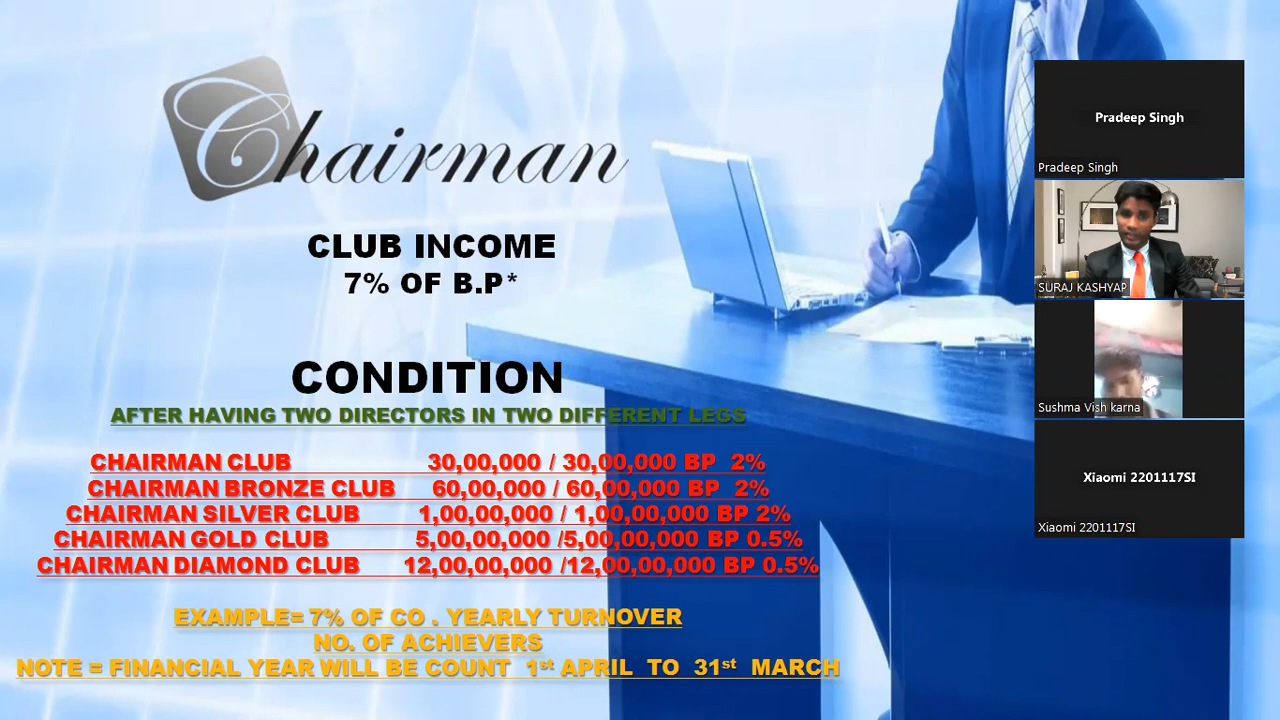 Chairman
CLUB INCOME
7% OF B.P*
CONDITION
AFTER HAVING TWO DIRECTORS IN TWO DIFFERENT LEGS
CHAIRMAN CLUB 30,00,000 / 30,00,000 BP 2%
CHAIRMAN BRONZE CLUB 60,00,000 / 60,00,000 BP 2%
CHAIRMAN SILVER CLUB 1,00,00,000 / 1,00,00,000 BP 2%
CHAIRMAN GOLD CLUB 5,00,00,000 /5,00,00,000 BP 0.5%
CHAIRMAN DIAMOND CLUB 12,00,00,000 /12,00,00,000 BP 0.5%
EXAMPLE= 7% OF CO . YEARLY TURNOVER
NO. OF ACHIEVERS
NOTE = FINANCIAL YEAR WILL BE COUNT 1st APRIL TO 31st MARCH
Pradeep Singh
Pradeep Singh
SURAJ KASHYAP
Sushma Vish karna
Xiaomi 2201117SI
Xiaomi 2201117SI